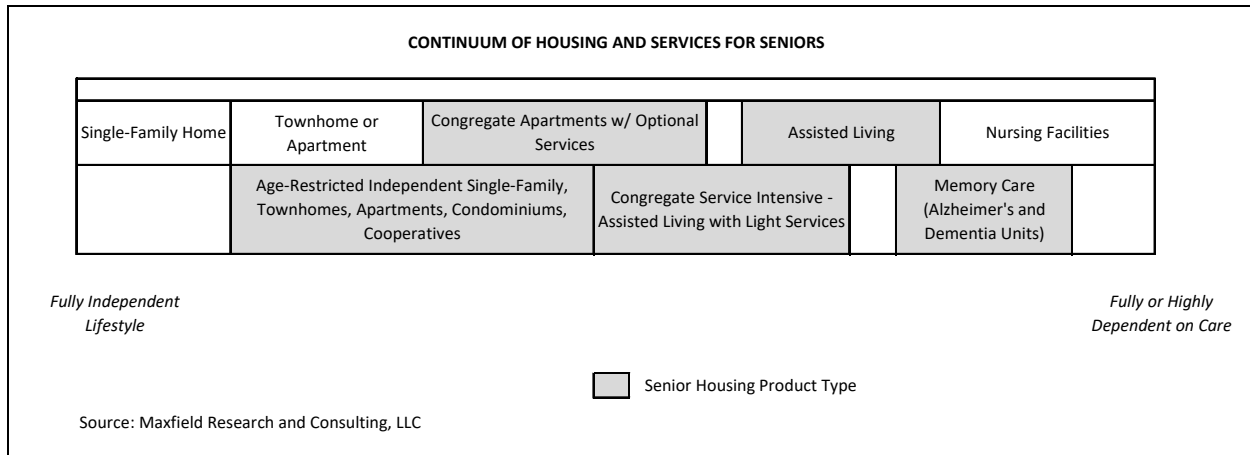 CONTINUUM OF HOUSING AND SERVICES FOR SENIORS
Single-Family Home
Townhome or
Apartment
Congregate Apartments w/ Optional
Services
Assisted Living
Nursing Facilities
Age-Restricted Independent Single-Family,
Townhomes, Apartments, Condominiums,
Cooperatives
Congregate Service Intensive -
Assisted Living with Light Services
Memory Care
(Alzheimer's and
Dementia Units)
Fully Independent
Lifestyle
Fully or Highly
Dependent on Care
Senior Housing Product Type
Source: Maxfield Research and Consulting, LLC